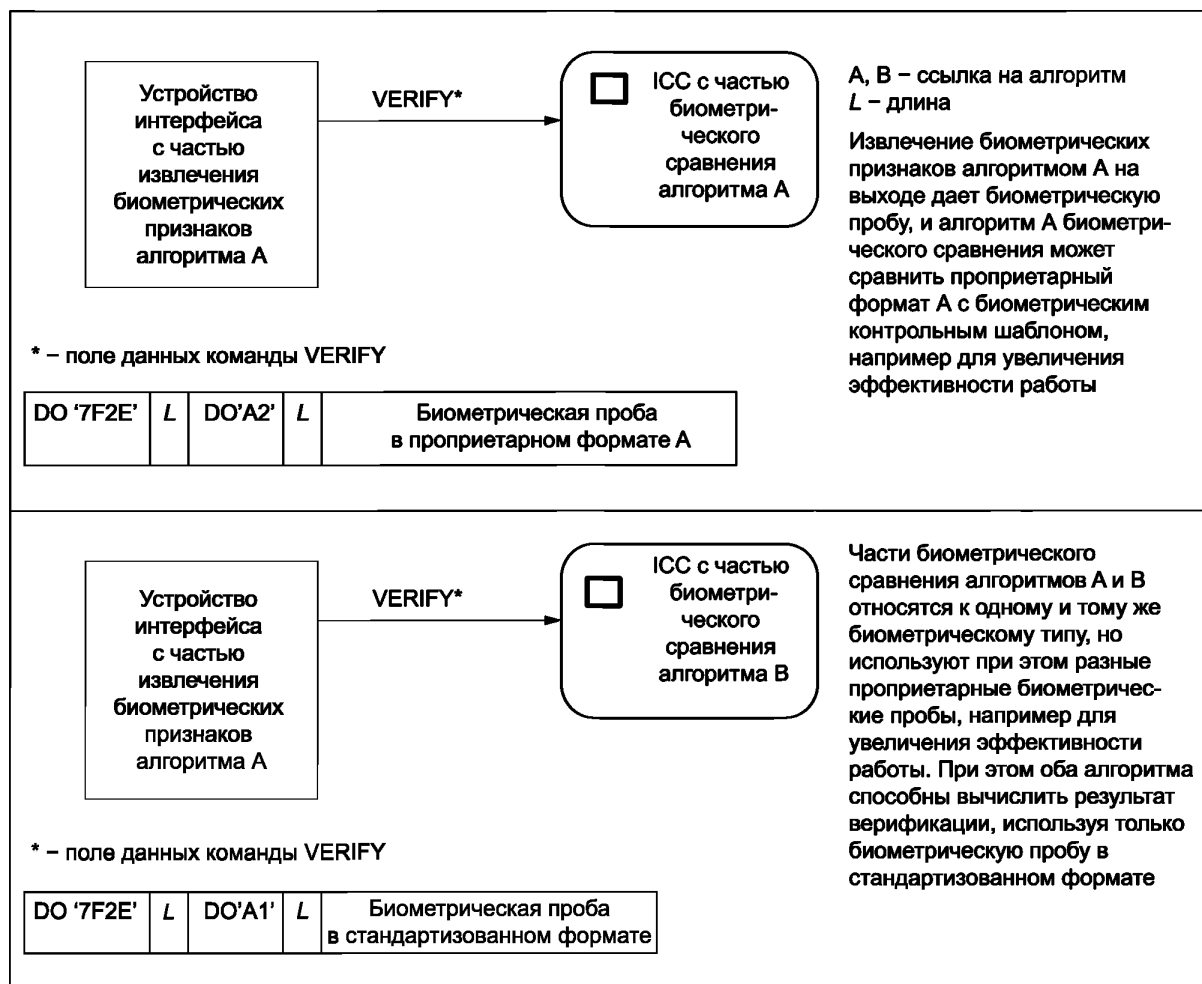 Устройство
интерфейса
с частью
извлечения
биометрических
признаков
алгоритма А
VERIFY*
ICC с частью
биометри-
ческого
сравнения
алгоритма А
А, В – ссылка на алгоритм
L – длина
Извлечение биометрических
признаков алгоритмом А на
выходе дает биометрическую
пробу, и алгоритм А биометри-
ческого сравнения может
сравнить проприетарный
формат А с биометрическим
контрольным шаблоном,
например для увеличения
эффективности работы
* – поле данных команды VERIFY
DO ‘7F2E’ L DO’A2’ L Биометрическая проба
в проприетарном формате А
Устройство
интерфейса
с частью
извлечения
биометрических
признаков
алгоритма А
VERIFY*
ICC с частью
биометри-
ческого
сравнения
алгоритма В
Части биометрического
сравнения алгоритмов А и В
относятся к одному и тому же
биометрическому типу, но
используют при этом разные
проприетарные биометричес-
кие пробы, например для
увеличения эффективности
работы. При этом оба алгоритма
способны вычислить результат
верификации, используя только
биометрическую пробу в
стандартизованном формате
* – поле данных команды VERIFY
DO ‘7F2E’ L DO’A1’ L Биометрическая проба
в стандартизованном формате